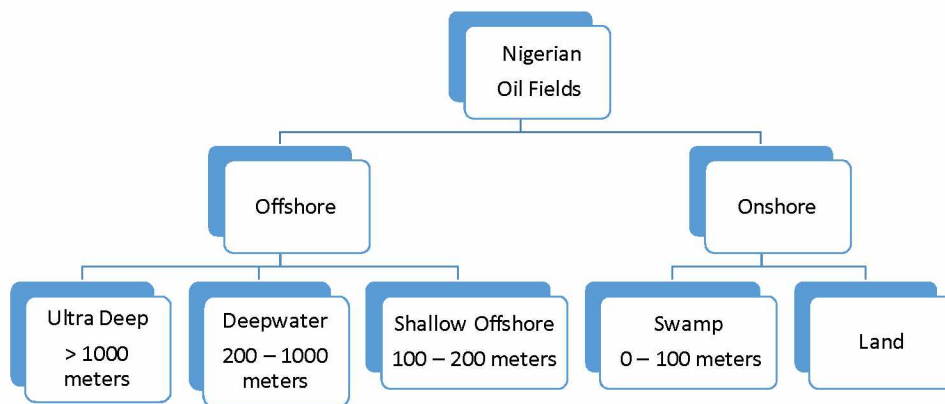 Nigerian
Oil Fields
Offshore
Onshore
Ultra Deep
> 1000
meters
Deepwater
200 – 1000
meters
Shallow Offshore
100 – 200 meters
Swamp
0 – 100 meters
Land